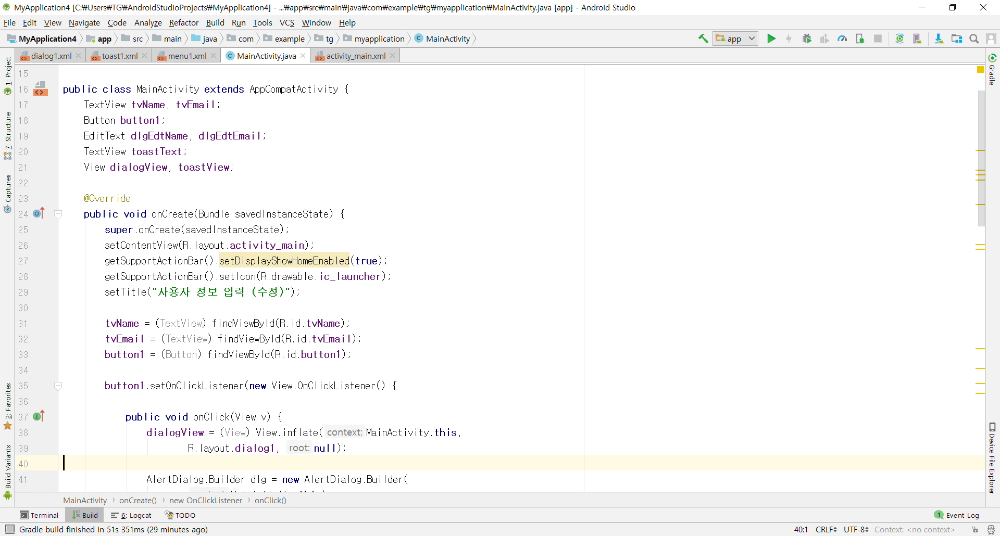 MyApplication4 [C:₩Users₩TG₩AndroidStudioProjects₩MyApplication4] - ...₩app₩src₩main₩java₩com₩example₩tg₩myapplication₩MainActivity.java [app] - Android Studio
File Edit View Navigate Code Analyze Refactor Build Run Tools VCS Window Help
MyApplication4 app src main java com example tg myapplication C MainActivity app
dialog1.xml toast1.xml menu1.xml C MainActivity.java activity_main.xml
1: Project
7: Structure
Captures
2: Favorites
Build Variants
15
16 public class MainActivity extends AppCompatActivity {
17 TextView tvName, tvEmail;
18 Button button1;
19 EditText dlgEdtName, dlgEdtEmail;
20 TextView toastText;
21 View dialogView, toastView;
22
23 @Override
24 public void onCreate(Bundle savedInstanceState) {
25 super.onCreate(savedInstanceState);
26 setContentView(R.layout.activity_main);
27 getSupportActionBar().setDisplayShowHomeEnabled(true);
28 getSupportActionBar().setIcon(R.drawable.ic_launcher);
29 setTitle("사용자 정보 입력 (수정)");
30
31 tvName = (TextView) findViewById(R.id.tvName);
32 tvEmail = (TextView) findViewById(R.id.tvEmail);
33 button1 = (Button) findViewById(R.id.button1);
34
35 button1.setOnClickListener(new View.OnClickListener() {
36
37 public void onClick(View v) {
38 dialogView = (View) View.inflate( context: MainActivity.this,
39 R.layout.dialog1, root: null);
40
41 AlertDialog.Builder dlg = new AlertDialog.Builder(
Gradle
Device File Explorer
MainActivity › onCreate() › new OnClickListener › onClick()
Terminal Build 6: Logcat TODO 1 Event Log
Gradle build finished in 51s 351ms (29 minutes ago) 40:1 CRLF UTF-8 Context: <no context>